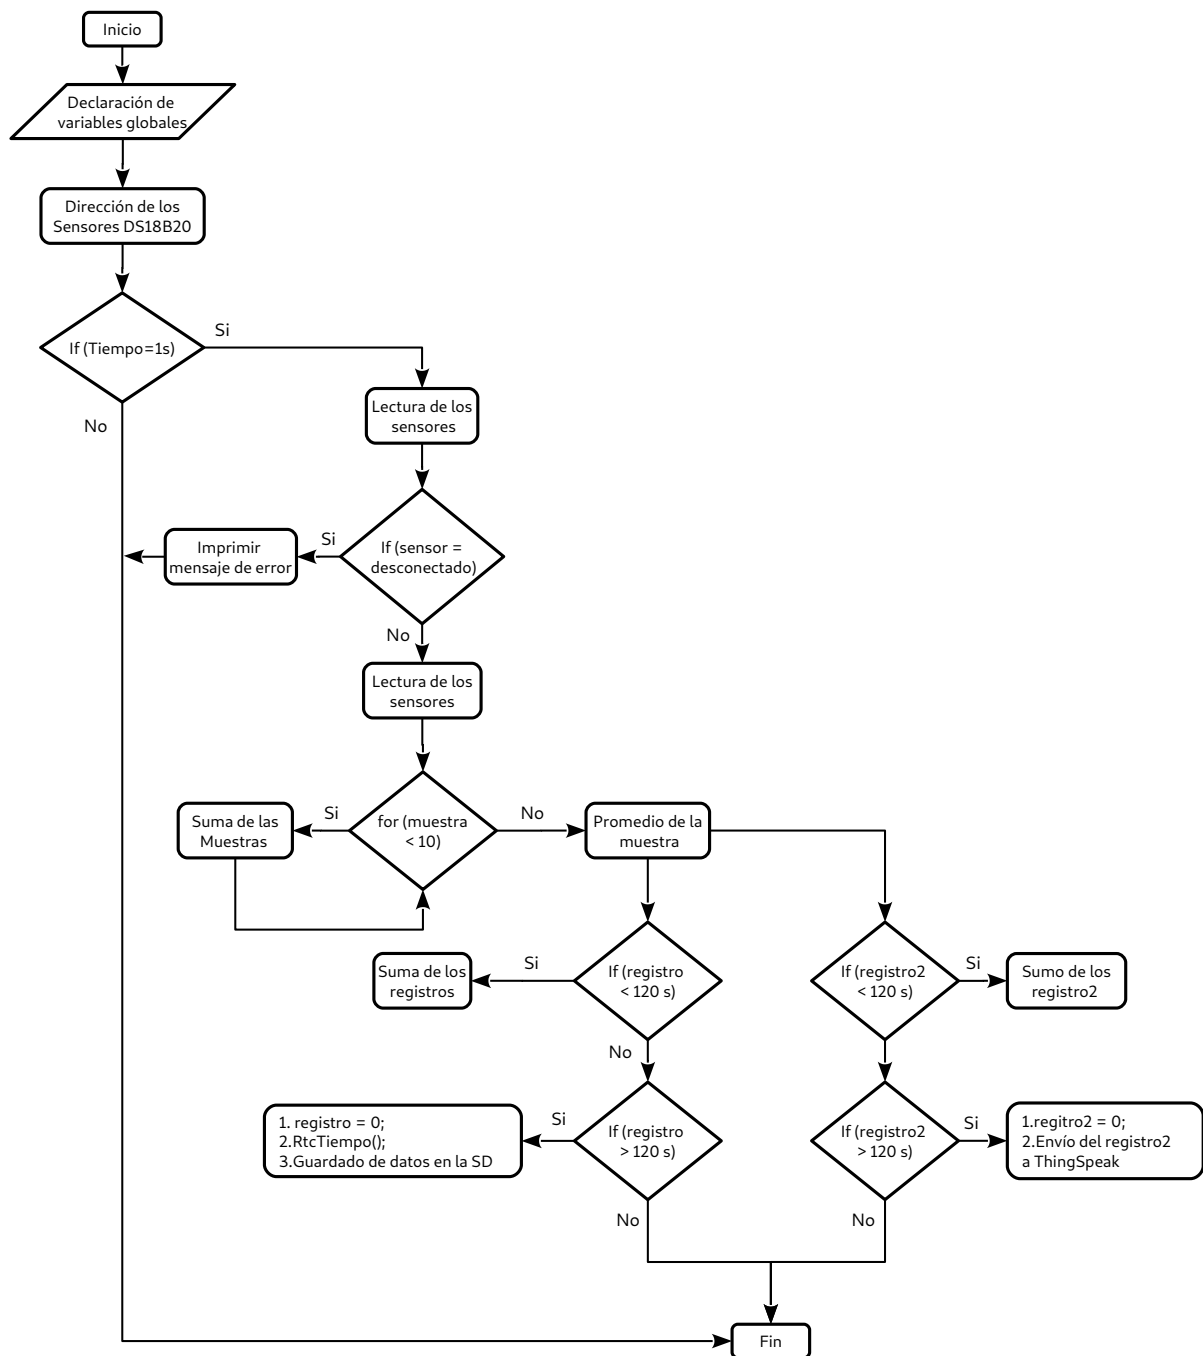 Inicio
Declaración de
variables globales
Dirección de los
Sensores DS18B20
If (Tiempo=1s)
Si
No
Lectura de los
sensores
If (sensor =
desconectado)
Si
Imprimir
mensaje de error
No
Lectura de los
sensores
for (muestra
< 10)
Si
Suma de las
Muestras
No
Promedio de la
muestra
If (registro
< 120 s)
Si
Suma de los
registros
No
If (registro2
< 120 s)
Si
Sumo de los
registro2
If (registro
> 120 s)
Si
1. registro = 0;
2.RtcTiempo();
3.Guardado de datos en la SD
No
If (registro2
> 120 s)
Si
1.regitro2 = 0;
2.Envío del registro2
a ThingSpeak
No
Fin